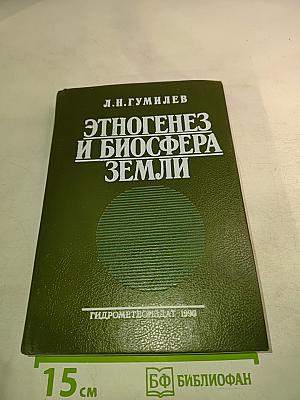 Л.Н.ГУМИЛЕВ
ЭТНОГЕНЕЗ
И БИОСФЕРА
ЗЕМЛИ
ГИДРОМЕТЕОИЗДАТ 1990
15 см
БФ БИБЛИОФАН